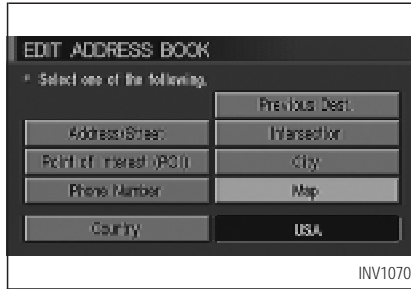 EDIT ADDRESS BOOK
Select one of the following.
Previous Dest.
Address/Street
Intersection
Point of Interest (POI)
City
Phone Number
Map
Country
USA
INV1070